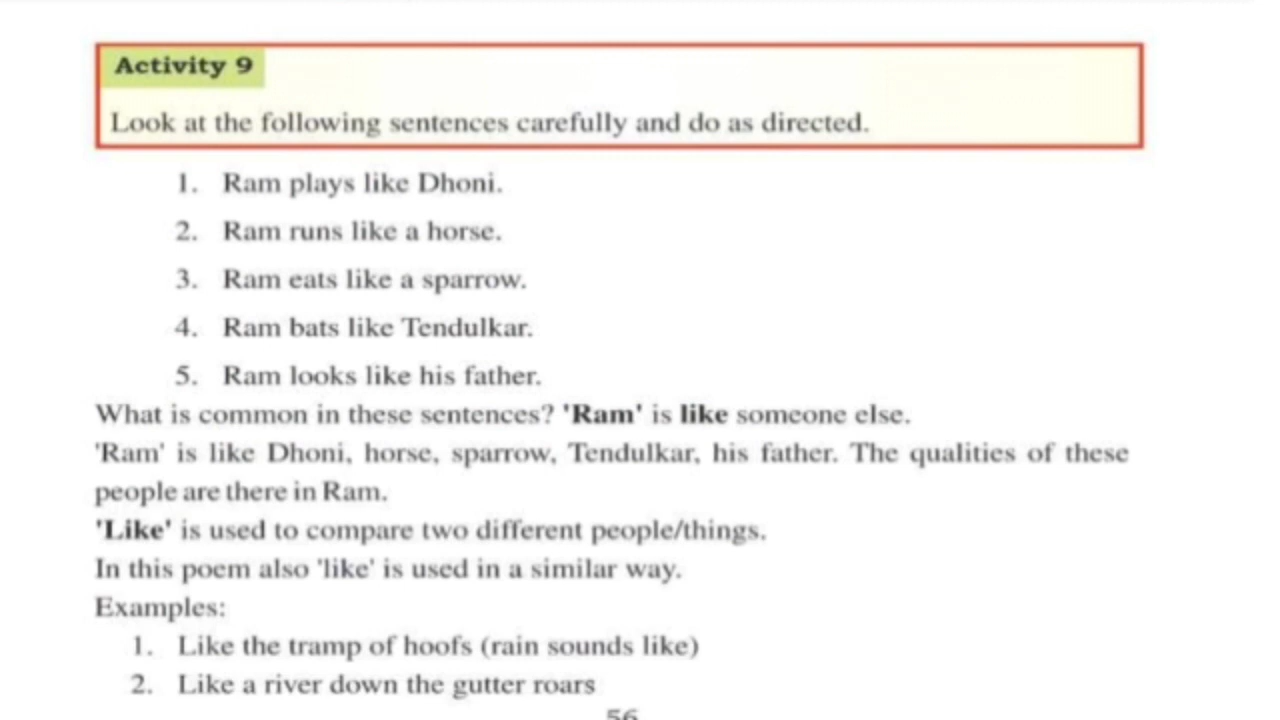 Activity 9
Look at the following sentences carefully and do as directed.
1. Ram plays like Dhoni.
2. Ram runs like a horse.
3. Ram eats like a sparrow.
4. Ram bats like Tendulkar.
5. Ram looks like his father.
What is common in these sentences? 'Ram' is like someone else.
'Ram' is like Dhoni, horse, sparrow, Tendulkar, his father. The qualities of these
people are there in Ram.
'Like' is used to compare two different people/things.
In this poem also 'like' is used in a similar way.
Examples:
1. Like the tramp of hoofs (rain sounds like)
2. Like a river down the gutter roars
56